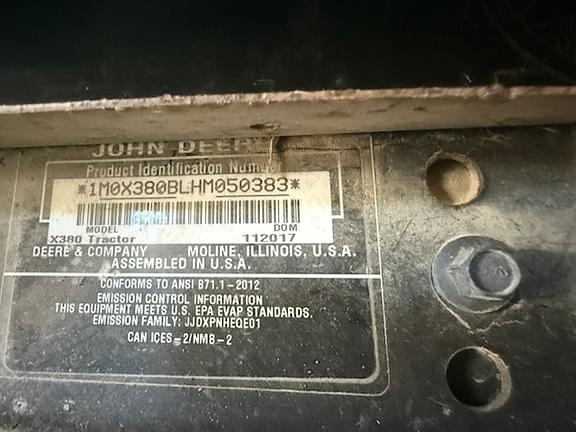 JOHN DEERE
Product Identification Number
*1M0X380BLHM050383*
MODEL DOM
X380 Tractor 112017
DEERE & COMPANY MOLINE, ILLINOIS, U.S.A.
ASSEMBLED IN U.S.A.
CONFORMS TO ANSI B71.1-2012
EMISSION CONTROL INFORMATION
THIS EQUIPMENT MEETS U.S. EPA EVAP STANDARDS.
EMISSION FAMILY: JJDXPNHEQE01
CAN ICES-2/NMB-2